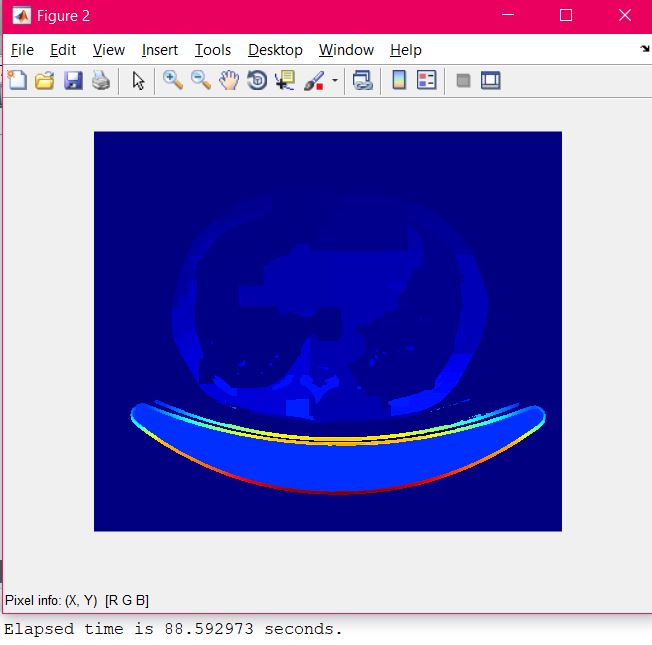 Figure 2
File Edit View Insert Tools Desktop Window Help
Pixel info: (X, Y) [R G B]
Elapsed time is 88.592973 seconds.